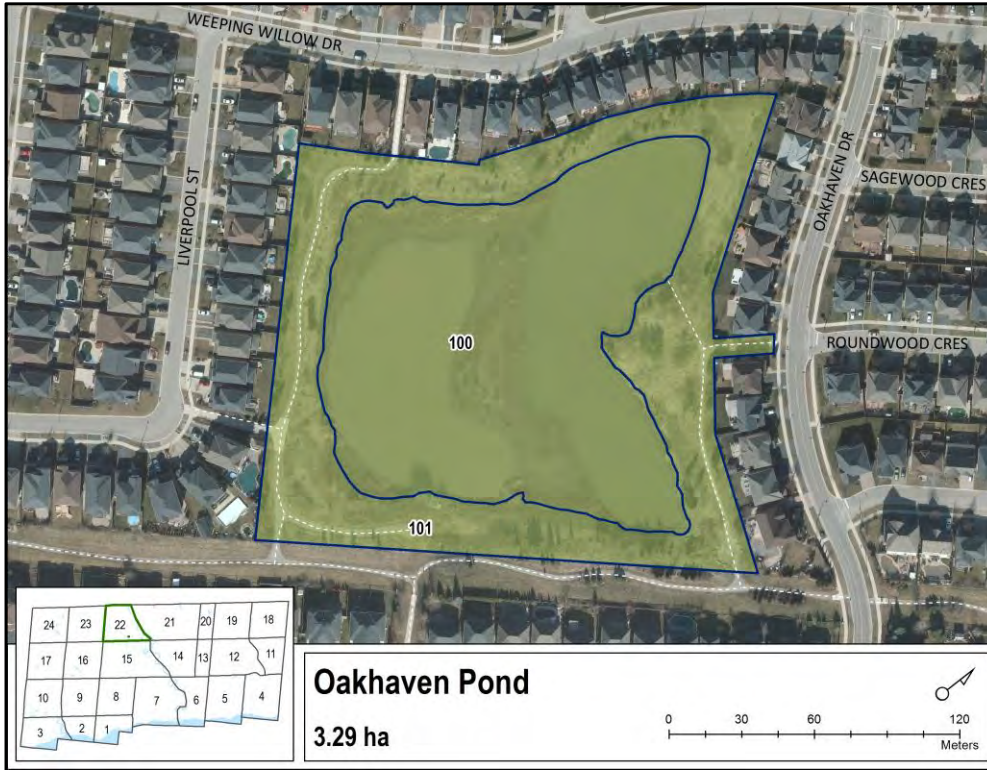 WEEPING WILLOW DR
LIVERPOOL ST
OAKHAVEN DR
SAGEWOOD CRES
ROUNDWOOD CRES
100
101
24 23 22 21 20 19 18
17 16 15 14 13 12 11
10 9 8 7 6 5 4
3 2 1
Oakhaven Pond
3.29 ha
0 30 60 120
Meters